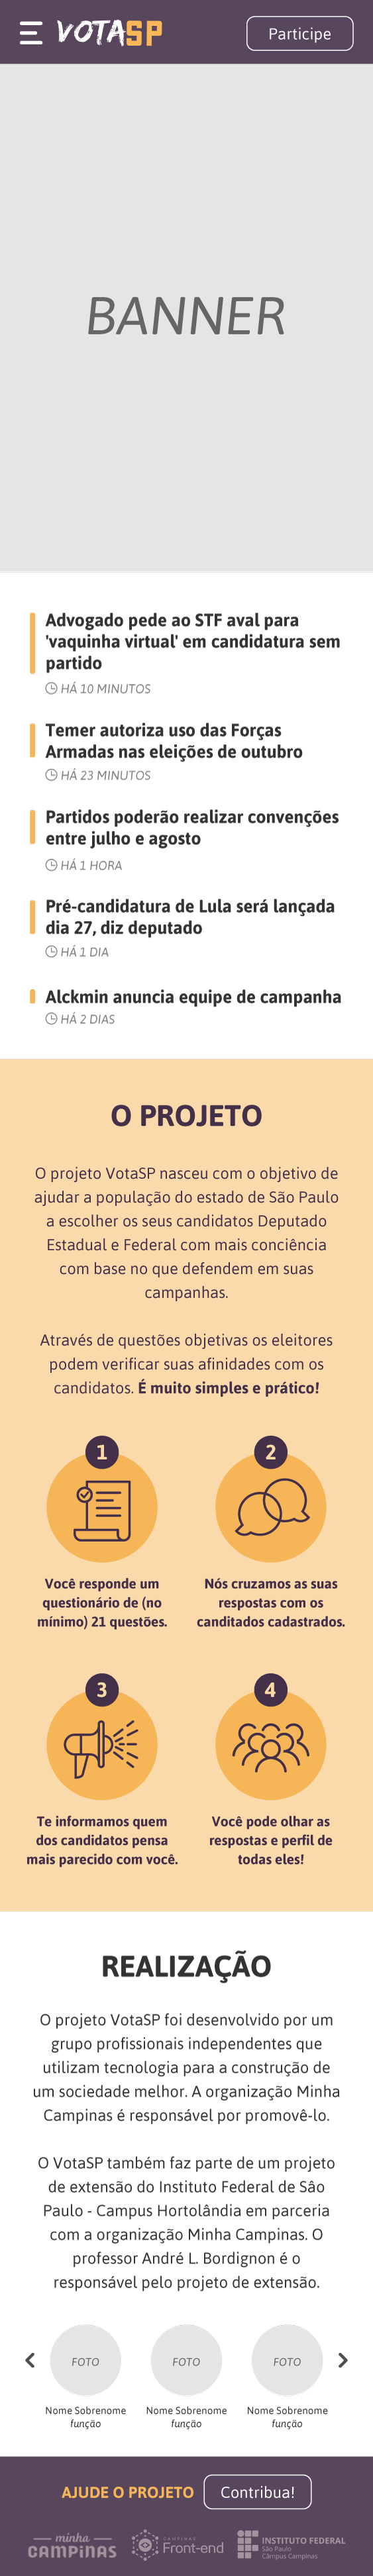 VOTASP
Participe
BANNER
Advogado pede ao STF aval para
'vaquinha virtual' em candidatura sem
partido
HÁ 10 MINUTOS
Temer autoriza uso das Forças
Armadas nas eleições de outubro
HÁ 23 MINUTOS
Partidos poderão realizar convenções
entre julho e agosto
HÁ 1 HORA
Pré-candidatura de Lula será lançada
dia 27, diz deputado
HÁ 1 DIA
Alckmin anuncia equipe de campanha
HÁ 2 DIAS
O PROJETO
O projeto VotaSP nasceu com o objetivo de
ajudar a população do estado de São Paulo
a escolher os seus candidatos Deputado
Estadual e Federal com mais conciência
com base no que defendem em suas
campanhas.
Através de questões objetivas os eleitores
podem verificar suas afinidades com os
candidatos. É muito simples e prático!
1
Você responde um
questionário de (no
mínimo) 21 questões.
2
Nós cruzamos as suas
respostas com os
canditados cadastrados.
3
Te informamos quem
dos candidatos pensa
mais parecido com você.
4
Você pode olhar as
respostas e perfil de
todas eles!
REALIZAÇÃO
O projeto VotaSP foi desenvolvido por um
grupo profissionais independentes que
utilizam tecnologia para a construção de
um sociedade melhor. A organização Minha
Campinas é responsável por promovê-lo.
O VotaSP também faz parte de um projeto
de extensão do Instituto Federal de Sâo
Paulo - Campus Hortolândia em parceria
com a organização Minha Campinas. O
professor André L. Bordignon é o
responsável pelo projeto de extensão.
FOTO FOTO FOTO
Nome Sobrenome Nome Sobrenome Nome Sobrenome
função função função
AJUDE O PROJETO Contribua!
minha
CAMPINAS
CAMPINAS
Front-end
INSTITUTO FEDERAL
São Paulo
Câmpus Campinas